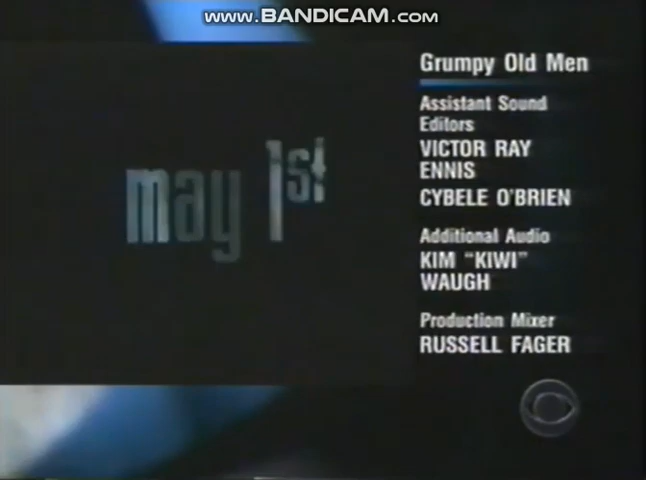 www.BANDICAM.com
may 1st
Grumpy Old Men
Assistant Sound
Editors
VICTOR RAY
ENNIS
CYBELE O'BRIEN
Additional Audio
KIM "KIWI"
WAUGH
Production Mixer
RUSSELL FAGER